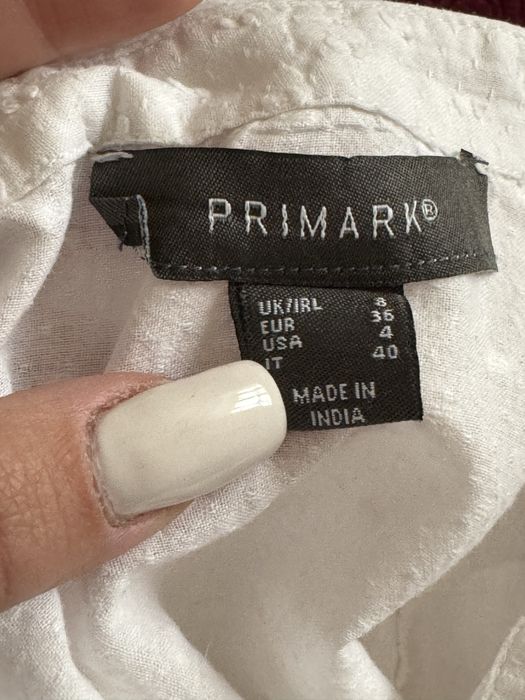 PRIMARK®
UK/IRL 8
EUR 36
USA 4
IT 40
MADE IN
INDIA